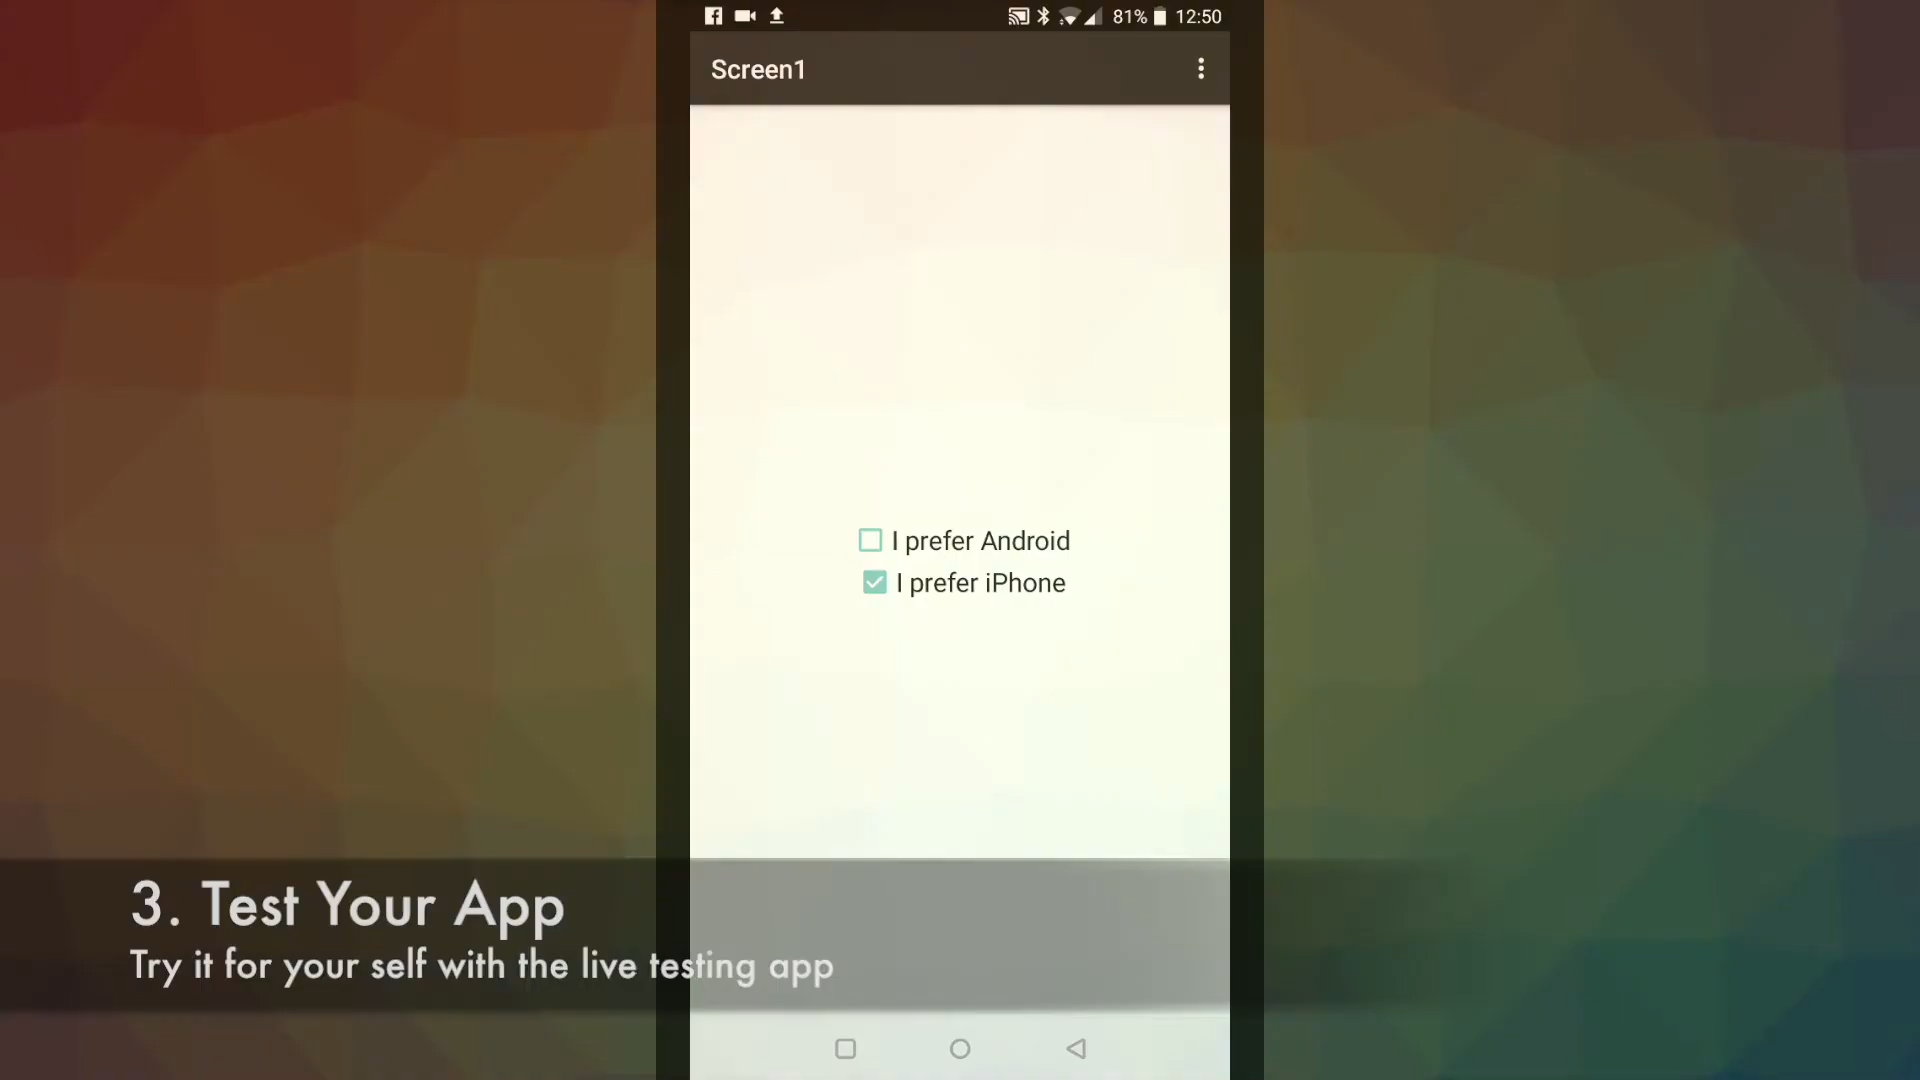 81% 12:50
Screen1
I prefer Android
I prefer iPhone
3. Test Your App
Try it for your self with the live testing app